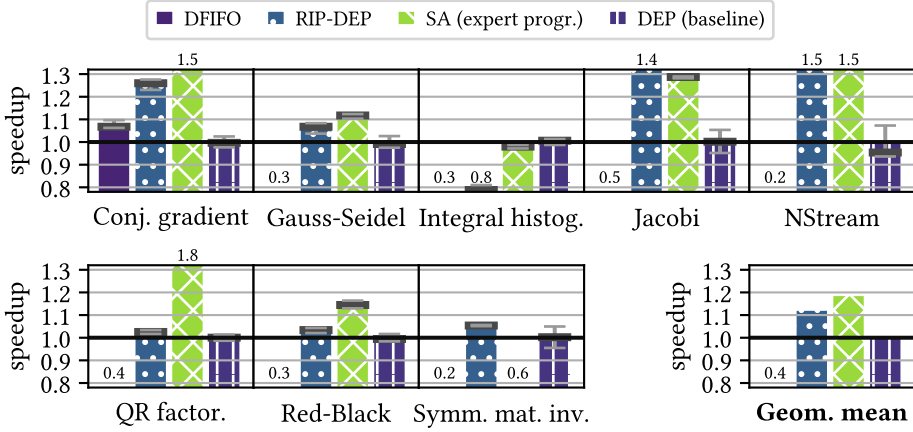 DFIFO RIP-DEP SA (expert progr.) DEP (baseline)
1.5 1.4 1.5 1.5
speedup
1.3
1.2
1.1
1.0
0.9
0.8
0.3 0.3 0.8 0.5 0.2
Conj. gradient Gauss-Seidel Integral histog. Jacobi NStream
1.8
speedup
1.3
1.2
1.1
1.0
0.9
0.8
0.4 0.3 0.2 0.6
QR factor. Red-Black Symm. mat. inv.
speedup
1.3
1.2
1.1
1.0
0.9
0.8
0.4
Geom. mean